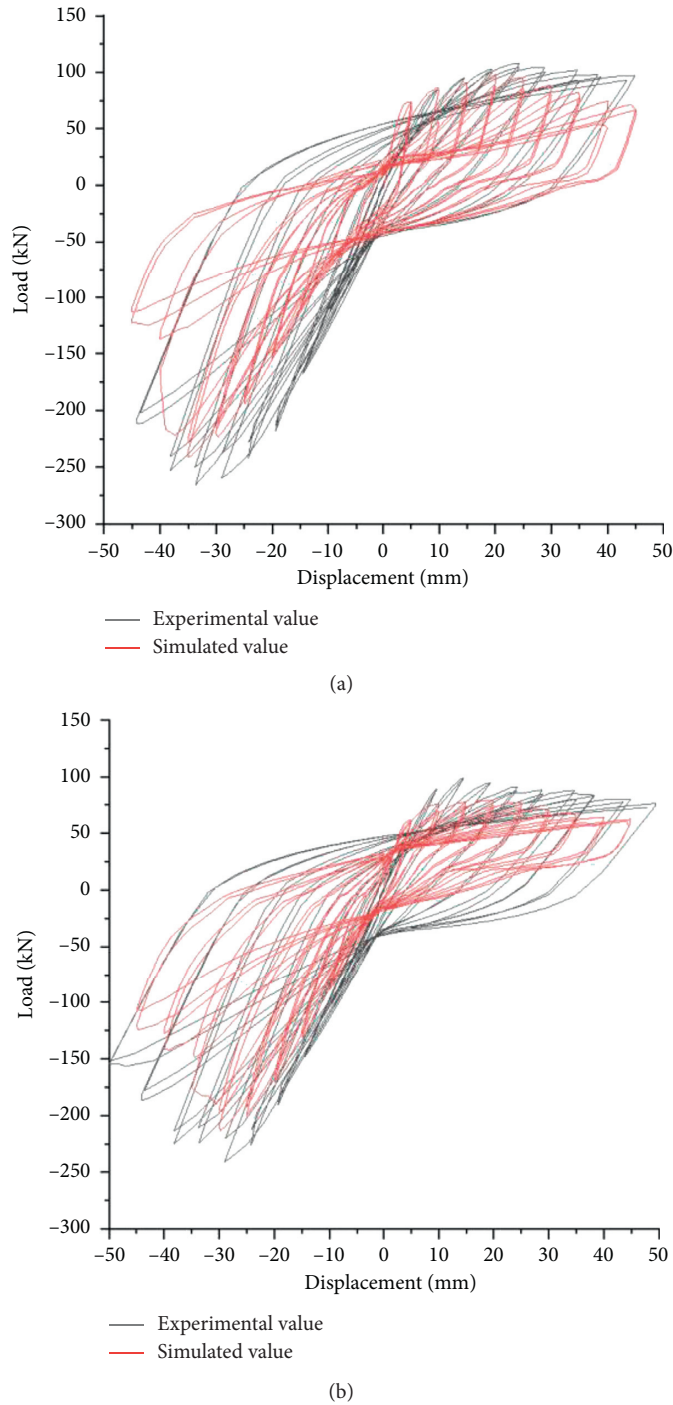 150
100
50
0
−50
−100
−150
−200
−250
−300
Load (kN)
−50 −40 −30 −20 −10 0 10 20 30 40 50
Displacement (mm)
Experimental value
Simulated value
(a)
150
100
50
0
−50
−100
−150
−200
−250
−300
Load (kN)
−50 −40 −30 −20 −10 0 10 20 30 40 50
Displacement (mm)
Experimental value
Simulated value
(b)